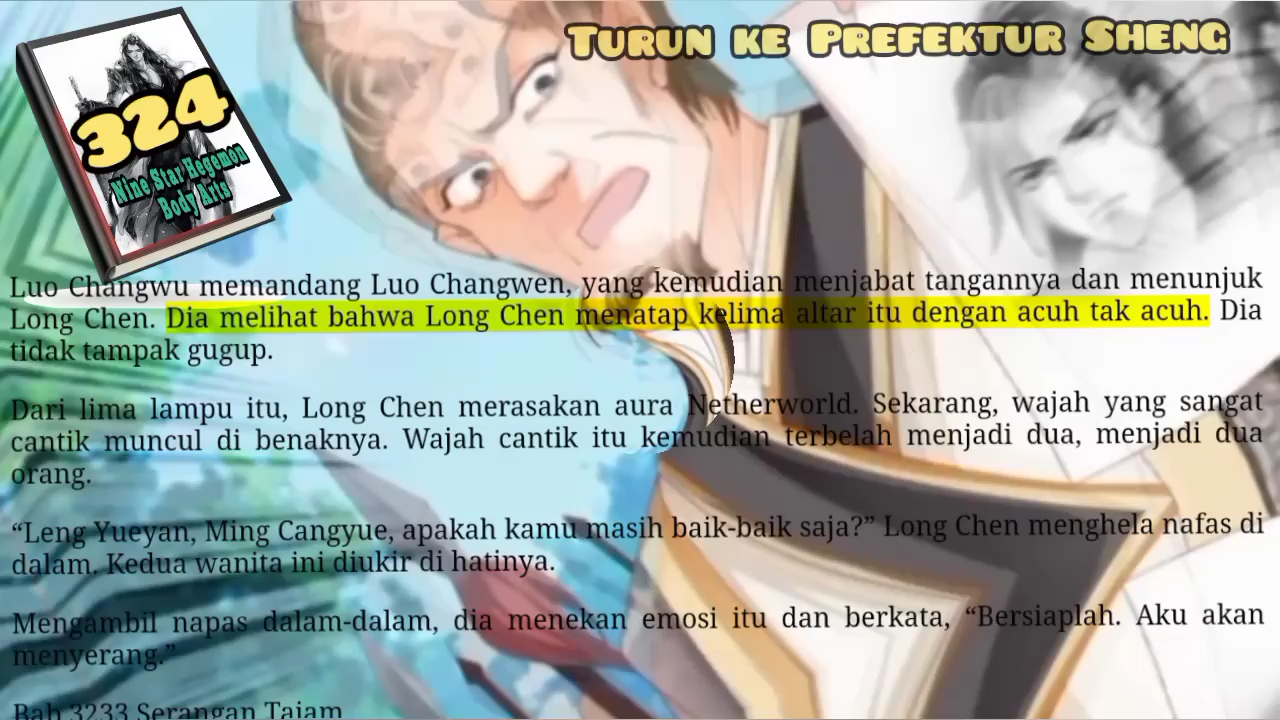 Turun ke Prefektur Sheng
324
Nine Star Hegemon
Body Arts
Luo Changwu memandang Luo Changwen, yang kemudian menjabat tangannya dan menunjuk
Long Chen. Dia melihat bahwa Long Chen menatap kelima altar itu dengan acuh tak acuh. Dia
tidak tampak gugup.
Dari lima lampu itu, Long Chen merasakan aura Netherworld. Sekarang, wajah yang sangat
cantik muncul di benaknya. Wajah cantik itu kemudian terbelah menjadi dua, menjadi dua
orang.
“Leng Yueyan, Ming Cangyue, apakah kamu masih baik-baik saja?” Long Chen menghela nafas di
dalam. Kedua wanita ini diukir di hatinya.
Mengambil napas dalam-dalam, dia menekan emosi itu dan berkata, “Bersiaplah. Aku akan
menyerang.”
Bab 3233 Serangan Tajam